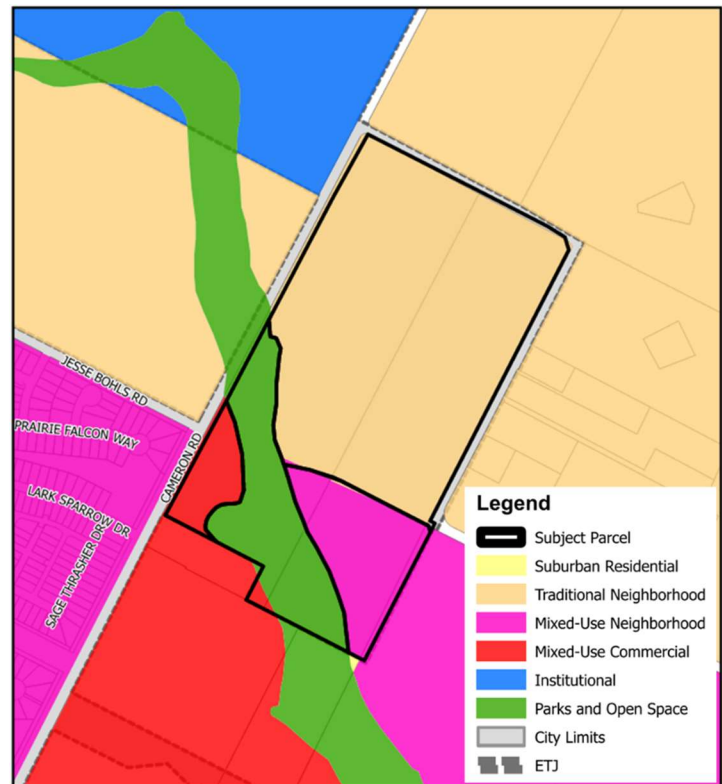 JESSE BOHLS RD
PRAIRIE FALCON WAY
CAMERON RD
LARK SPARROW DR
SAGE THRASHER DR
Legend
Subject Parcel
Suburban Residential
Traditional Neighborhood
Mixed-Use Neighborhood
Mixed-Use Commercial
Institutional
Parks and Open Space
City Limits
ETJ